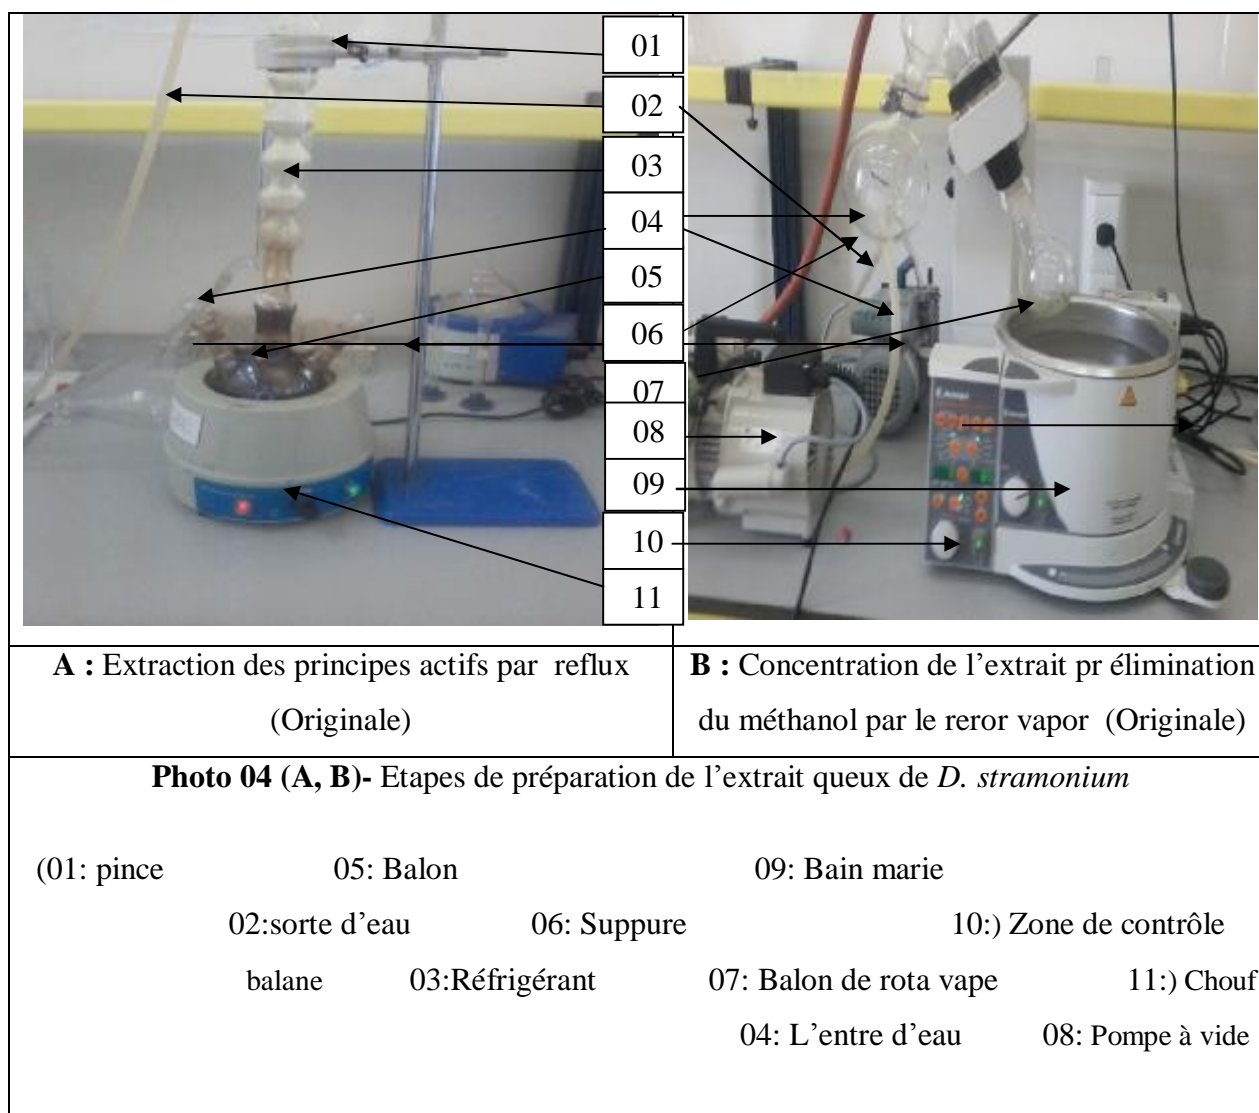 01
02
03
04
05
06
07
08
09
10
11
A : Extraction des principes actifs par reflux
(Originale)
B : Concentration de l’extrait pr élimination
du méthanol par le reror vapor (Originale)
Photo 04 (A, B)- Etapes de préparation de l’extrait queux de D. stramonium
(01: pince 05: Balon 09: Bain marie
02:sorte d’eau 06: Suppure 10:) Zone de contrôle
balane 03:Réfrigérant 07: Balon de rota vape 11:) Chouf
04: L’entre d’eau 08: Pompe à vide